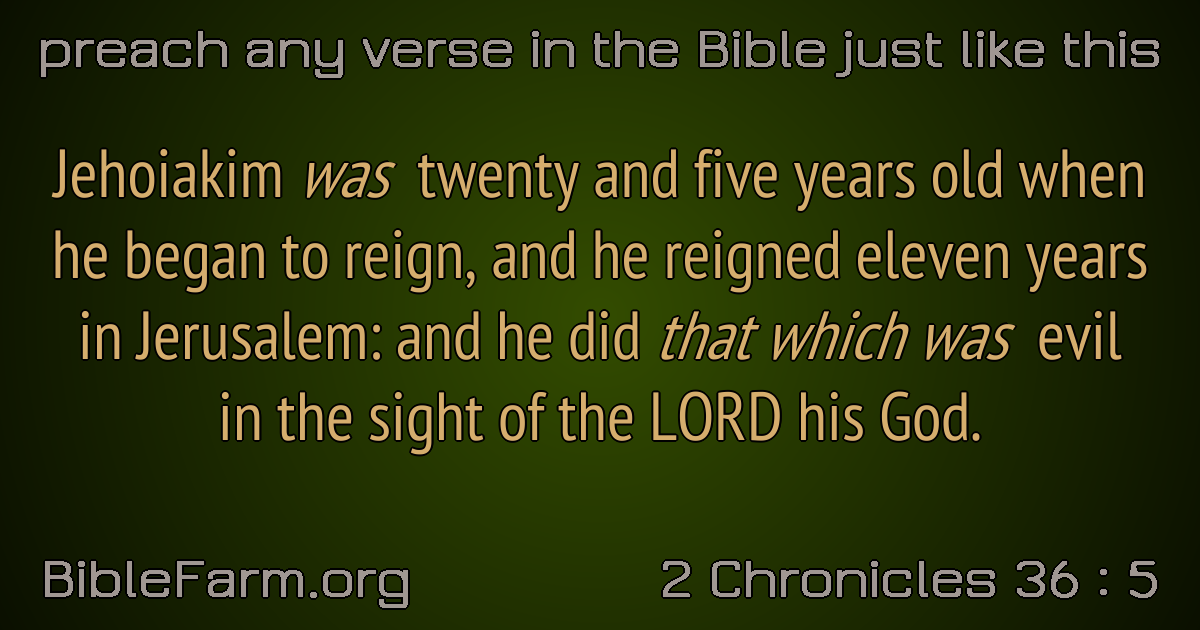 preach any verse in the Bible just like this
Jehoiakim was twenty and five years old when
he began to reign, and he reigned eleven years
in Jerusalem: and he did that which was evil
in the sight of the LORD his God.
BibleFarm.org 2 Chronicles 36 : 5